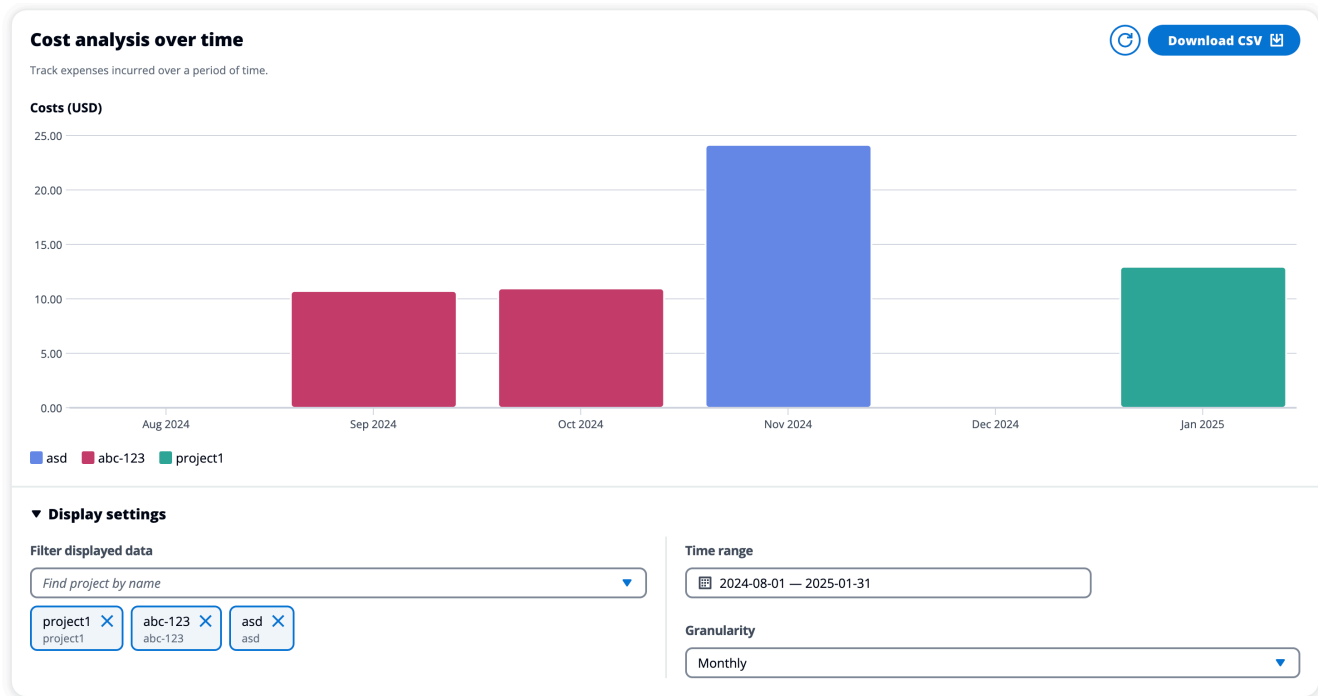 Cost analysis over time
Download CSV
Track expenses incurred over a period of time.
Costs (USD)
25.00
20.00
15.00
10.00
5.00
0.00
Aug 2024 Sep 2024 Oct 2024 Nov 2024 Dec 2024 Jan 2025
asd abc-123 project1
Display settings
Filter displayed data
Find project by name
project1 abc-123 asd
project1 abc-123 asd
Time range
2024-08-01 — 2025-01-31
Granularity
Monthly